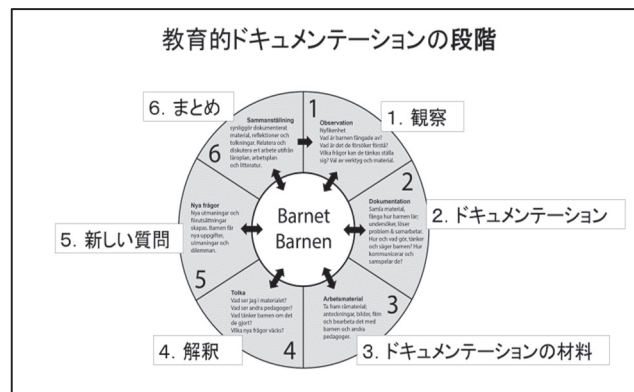 教育的ドキュメンテーションの段階
1
Observation
Nyfikenhet
Vad är barnen fångade av?
Vad är det de försöker förstå?
Vilka frågor kan de tänkas ställa
sig? Val av verktyg och material.
1. 観察
2
Dokumentation
Samla material,
fånga hur barnen lär,
undersöker, löser
problem & samarbetar.
Hur och vad gör, tänker
och säger barnen? Hur
kommunicerar och
samspelar de?
2. ドキュメンテーション
3
Arbetsmaterial
Ta fram råmaterial;
anteckningar, bilder, film
och bearbeta det med
barnen och andra
pedagoger.
3. ドキュメンテーションの材料
4
Tolka
Vad ser jag i materialet?
Vad ser andra pedagoger?
Vad tänker barnen om det
de gjort?
Vilka nya frågor väcks?
4. 解釈
5
Nya frågor
Nya utmaningar och
förutsättningar
skapas. Barnen får
nya uppgifter,
utmaningar och
dilemman.
5. 新しい質問
6
Sammanställning
synliggör dokumenterat
material, reflektioner och
tolkningar. Relatera och
diskutera ert arbete utifrån
läroplan, arbetsplan
och litteratur.
6. まとめ
Barnet
Barnen